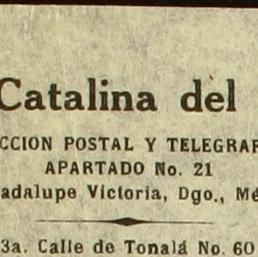 Catalina del
CCION POSTAL Y TELEGRAF
APARTADO No. 21
adalupe Victoria, Dgo., Mé
3a. Calle de Tonalá No. 60